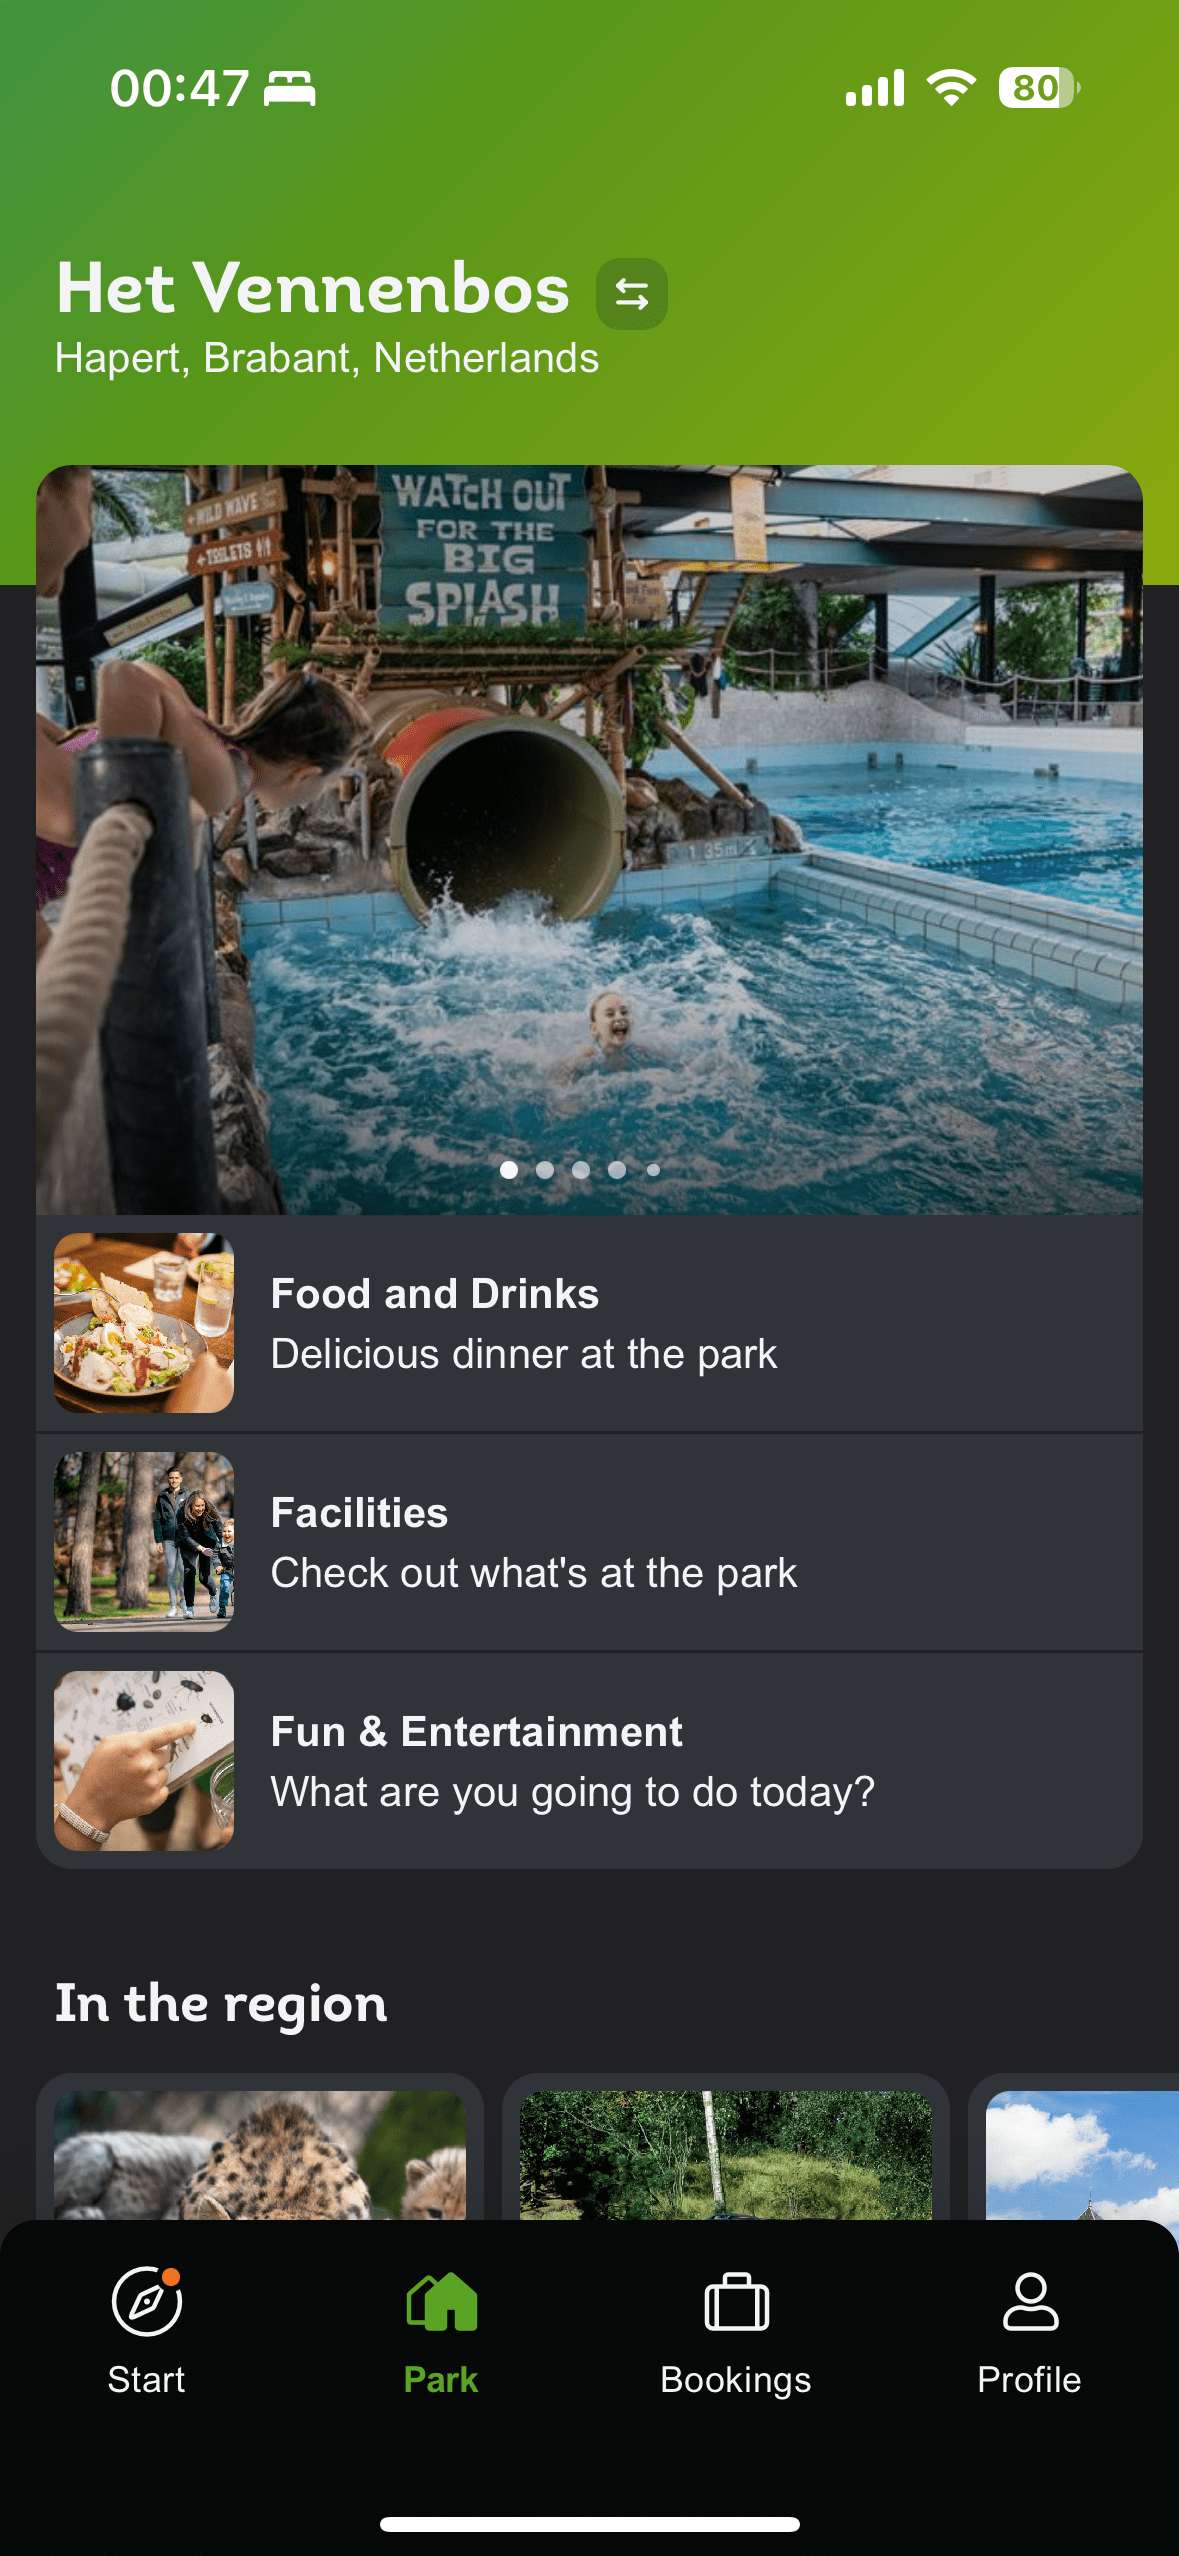 00:47
80
Het Vennenbos
Hapert, Brabant, Netherlands
WATCH OUT
FOR THE
BIG
SPLASH
WILD WAVE
TOILETS
1.35m
Food and Drinks
Delicious dinner at the park
Facilities
Check out what's at the park
Fun & Entertainment
What are you going to do today?
In the region
Start
Park
Bookings
Profile